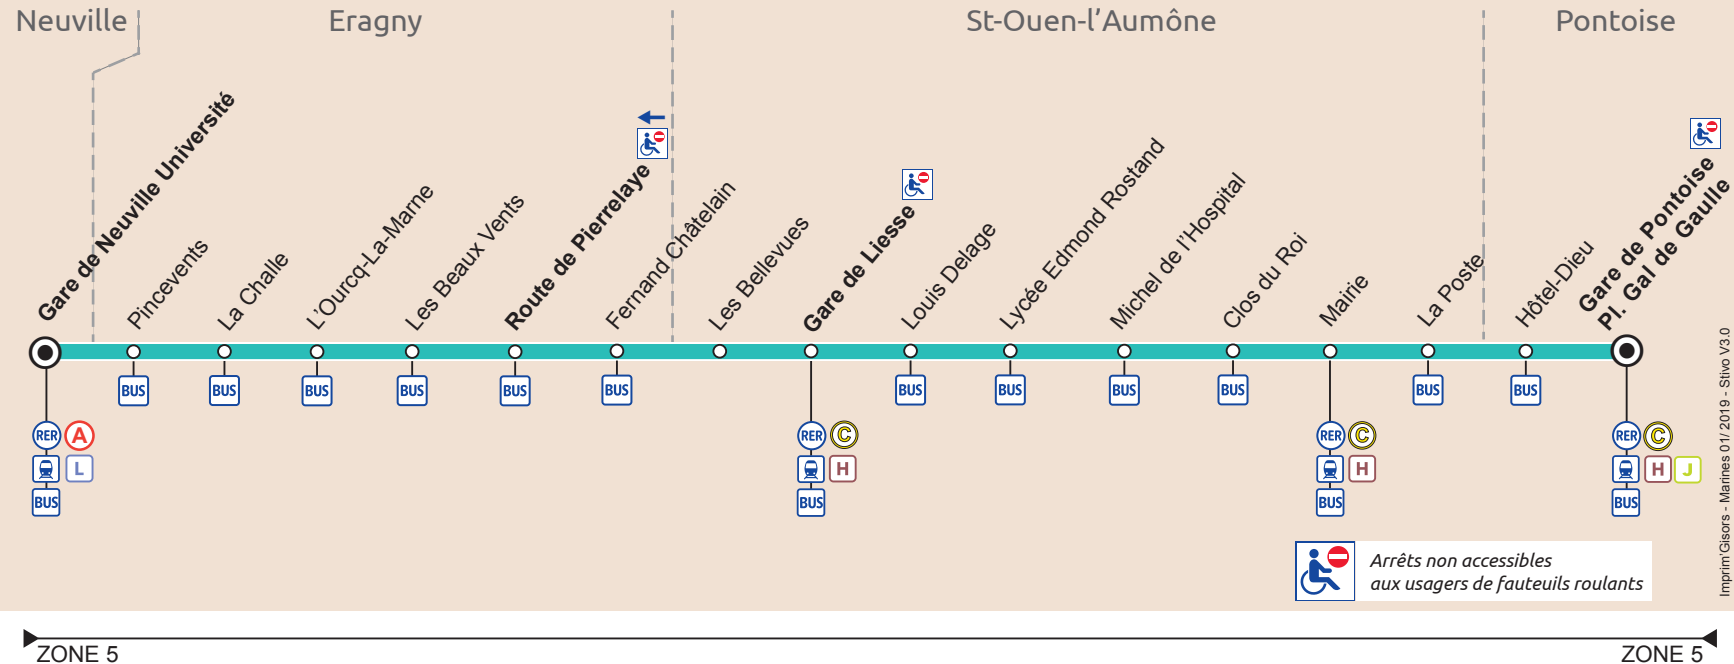 Neuville
Eragny
St-Ouen-l'Aumône
Pontoise
Gare de Neuville Université
Pincevents
La Challe
L'Ourcq-La-Marne
Les Beaux Vents
Route de Pierrelaye
Fernand Châtelain
Les Bellevues
Gare de Liesse
Louis Delage
Lycée Edmond Rostand
Michel de l'Hospital
Clos du Roi
Mairie
La Poste
Hôtel-Dieu
Gare de Pontoise
Pl. Gal de Gaulle
BUS
BUS
BUS
BUS
BUS
BUS
BUS
BUS
BUS
BUS
BUS
BUS
RER A
L
BUS
RER C
H
BUS
RER C
H
BUS
RER C
H J
BUS
Arrêts non accessibles
aux usagers de fauteuils roulants
Imprim'Gisors - Marines 01/ 2019 - Stivo V3.0
ZONE 5
ZONE 5